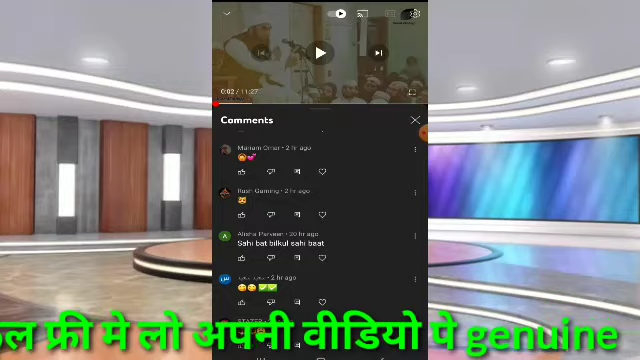 0:02 / 11:27
Comments
Mariam Omer • 2 hr ago
Rush Gaming • 2 hr ago
Alisha Parveen • 20 hr ago
Sahi bat bilkul sahi baat
2 hr ago
फ्री मे लो अपनी वीडियो पे genuine